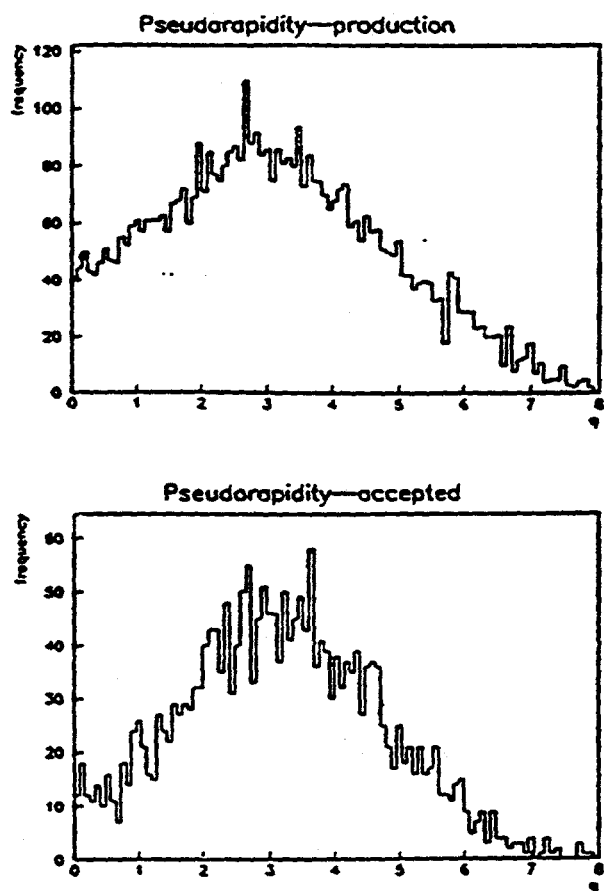 Pseudorapidity—production
frequency
120
100
80
60
40
20
0
0 1 2 3 4 5 6 7 8
η
Pseudorapidity—accepted
frequency
60
50
40
30
20
10
0
0 1 2 3 4 5 6 7 8
η